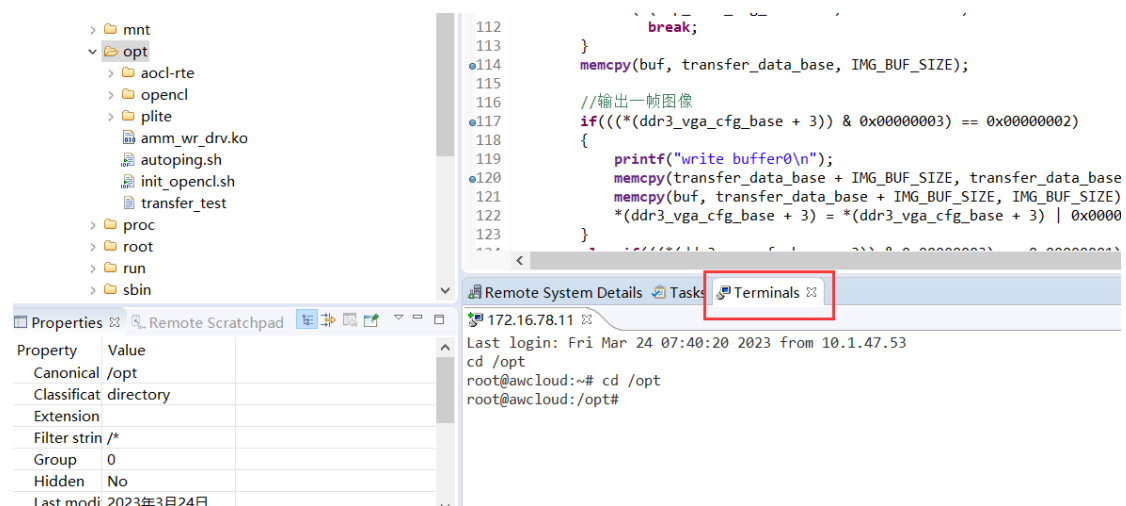 mnt
opt
aocl-rte
opencl
plite
amm_wr_drv.ko
autoping.sh
init_opencl.sh
transfer_test
proc
root
run
sbin
112 break;
113 }
114 memcpy(buf, transfer_data_base, IMG_BUF_SIZE);
115
116 //输出一帧图像
117 if(((*(ddr3_vga_cfg_base + 3)) & 0x00000003) == 0x00000002)
118 {
119 printf("write buffer0\n");
120 memcpy(transfer_data_base + IMG_BUF_SIZE, transfer_data_base
121 memcpy(buf, transfer_data_base + IMG_BUF_SIZE, IMG_BUF_SIZE)
122 *(ddr3_vga_cfg_base + 3) = *(ddr3_vga_cfg_base + 3) | 0x0000
123 }
Remote System Details Tasks Terminals
172.16.78.11
Last login: Fri Mar 24 07:40:20 2023 from 10.1.47.53
cd /opt
root@awcloud:~# cd /opt
root@awcloud:/opt#
Properties Remote Scratchpad
Property Value
Canonical /opt
Classificat directory
Extension
Filter strin /*
Group 0
Hidden No
Last modi 2023年3月24日